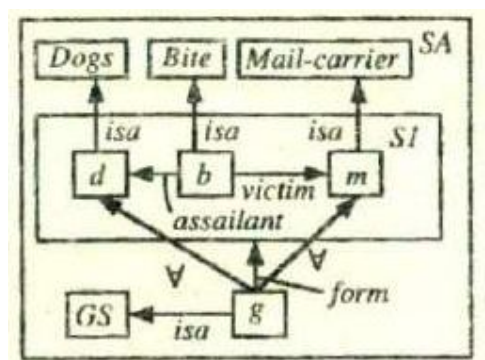 Dogs Bite Mail-carrier SA
isa isa isa S1
d b m
victim
assailant
∀ ∀
form
GS isa g